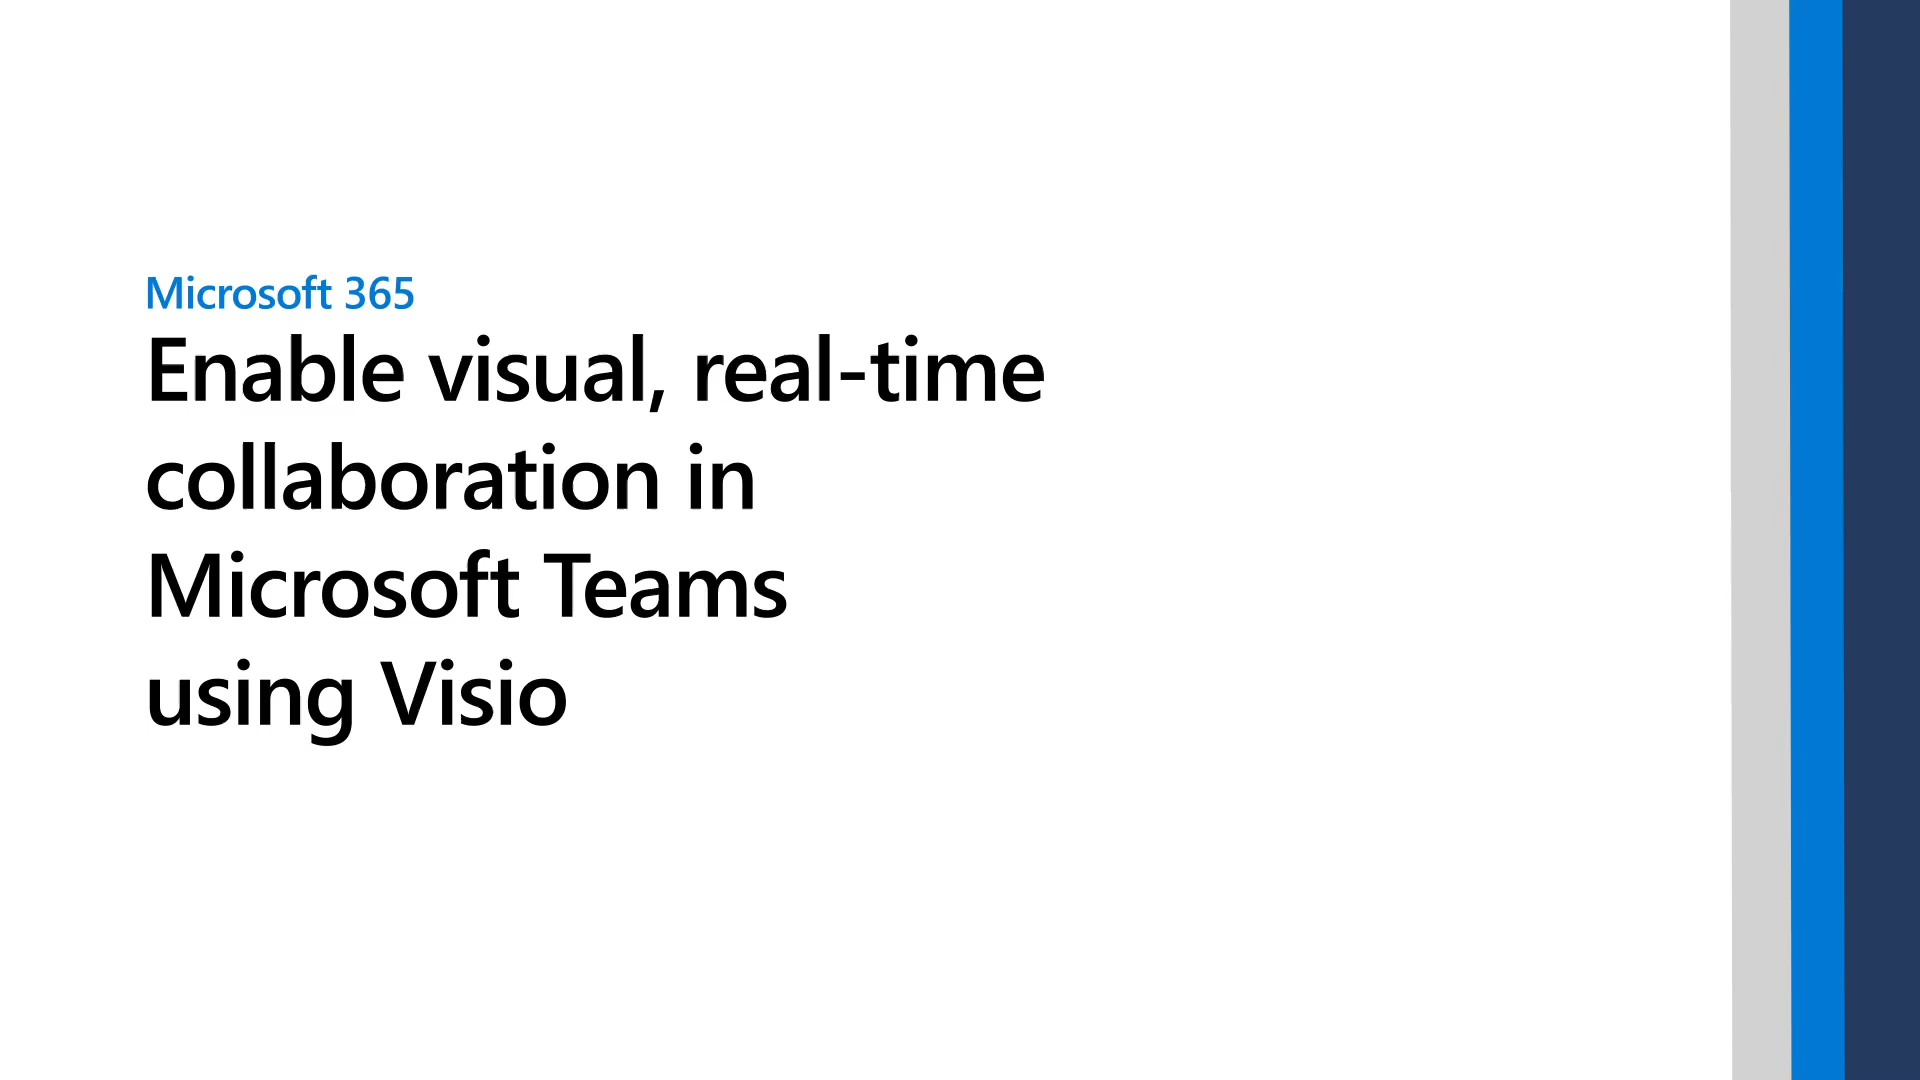 Microsoft 365
Enable visual, real-time
collaboration in
Microsoft Teams
using Visio